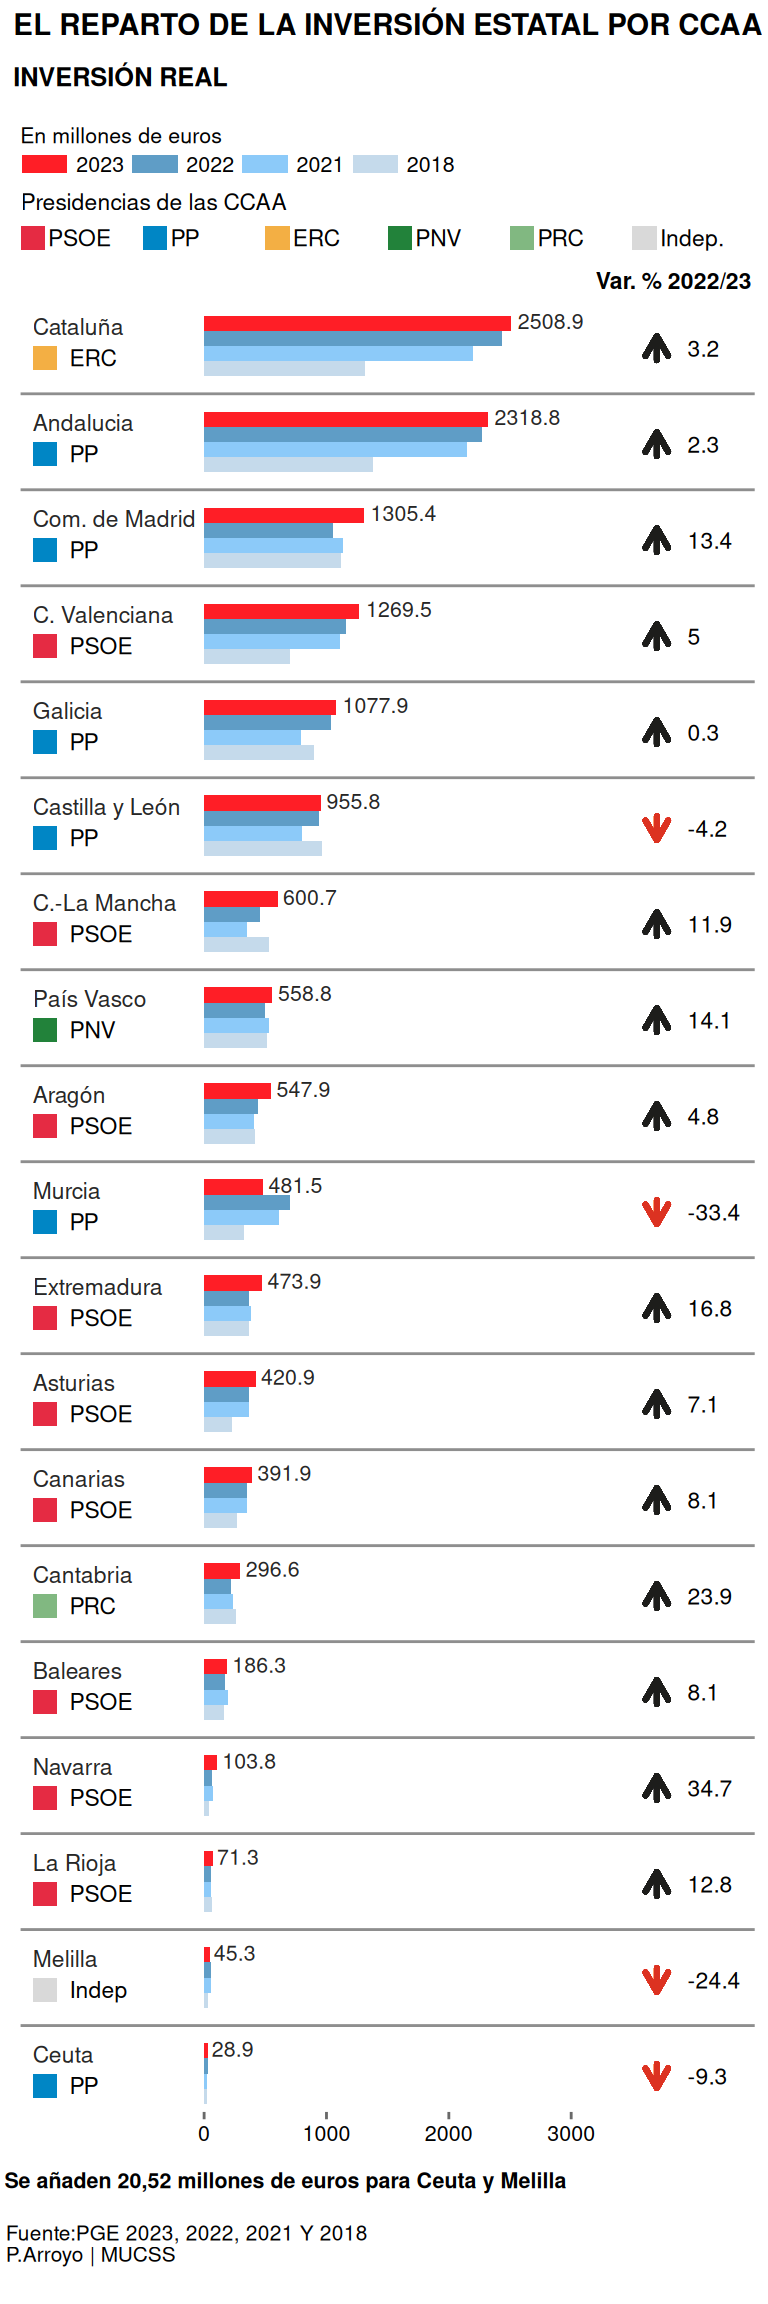 EL REPARTO DE LA INVERSIÓN ESTATAL POR CCAA
INVERSIÓN REAL
En millones de euros
2023 2022 2021 2018
Presidencias de las CCAA
PSOE PP ERC PNV PRC Indep.
Var. % 2022/23
Cataluña 2508.9
ERC 3.2
Andalucia 2318.8
PP 2.3
Com. de Madrid 1305.4
PP 13.4
C. Valenciana 1269.5
PSOE 5
Galicia 1077.9
PP 0.3
Castilla y León 955.8
PP -4.2
C.-La Mancha 600.7
PSOE 11.9
País Vasco 558.8
PNV 14.1
Aragón 547.9
PSOE 4.8
Murcia 481.5
PP -33.4
Extremadura 473.9
PSOE 16.8
Asturias 420.9
PSOE 7.1
Canarias 391.9
PSOE 8.1
Cantabria 296.6
PRC 23.9
Baleares 186.3
PSOE 8.1
Navarra 103.8
PSOE 34.7
La Rioja 71.3
PSOE 12.8
Melilla 45.3
Indep -24.4
Ceuta 28.9
PP -9.3
0 1000 2000 3000
Se añaden 20,52 millones de euros para Ceuta y Melilla
Fuente:PGE 2023, 2022, 2021 Y 2018
P.Arroyo | MUCSS